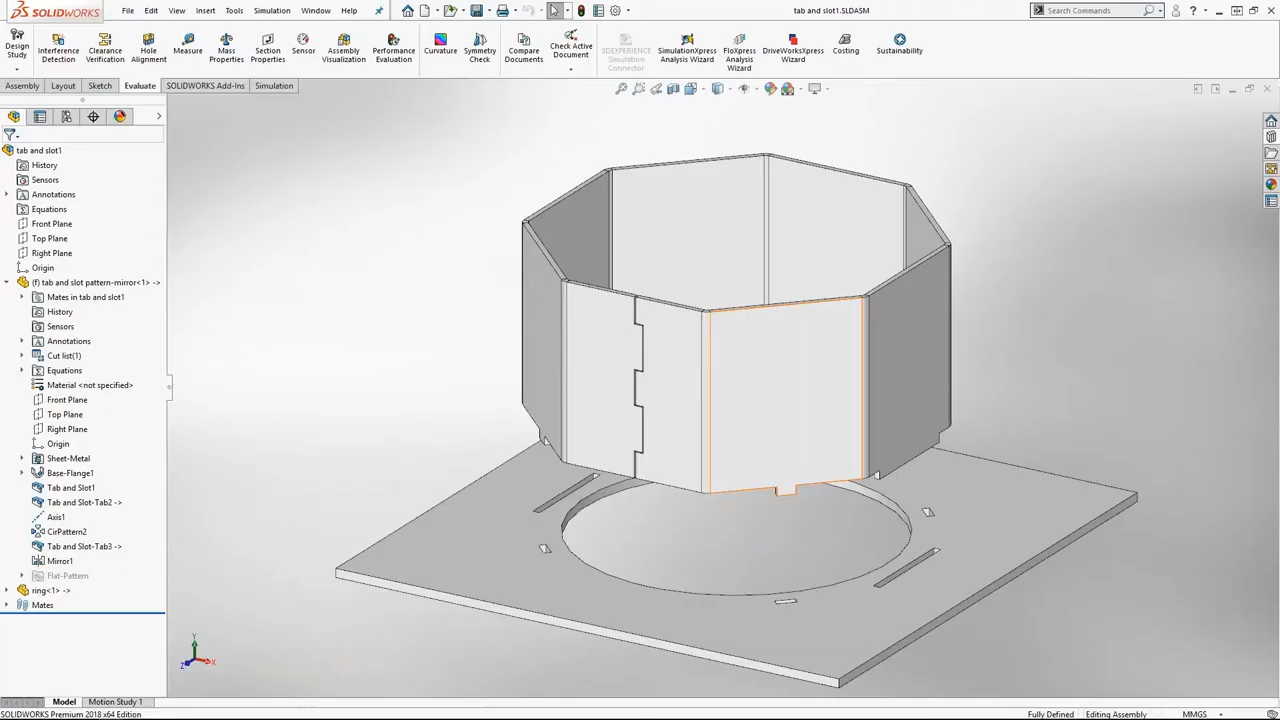 SOLIDWORKS
File Edit View Insert Tools Simulation Window Help
tab and slot1.SLDASM
Search Commands
Design Study
Interference Detection
Clearance Verification
Hole Alignment
Measure
Mass Properties
Section Properties
Sensor
Assembly Visualization
Performance Evaluation
Curvature
Symmetry Check
Compare Documents
Check Active Document
3DEXPERIENCE Simulation Connector
SimulationXpress Analysis Wizard
FloXpress Analysis Wizard
DriveWorksXpress Wizard
Costing
Sustainability
Assembly Layout Sketch Evaluate SOLIDWORKS Add-Ins Simulation
tab and slot1
History
Sensors
Annotations
Equations
Front Plane
Top Plane
Right Plane
Origin
(f) tab and slot pattern-mirror<1> ->
Mates in tab and slot1
History
Sensors
Annotations
Cut list(1)
Equations
Material <not specified>
Front Plane
Top Plane
Right Plane
Origin
Sheet-Metal
Base-Flange1
Tab and Slot1
Tab and Slot-Tab2 ->
Axis1
CirPattern2
Tab and Slot-Tab3 ->
Mirror1
Flat-Pattern
ring<1> ->
Mates
Y
Z X
Model Motion Study 1
SOLIDWORKS Premium 2018 x64 Edition
Fully Defined Editing Assembly MMGS